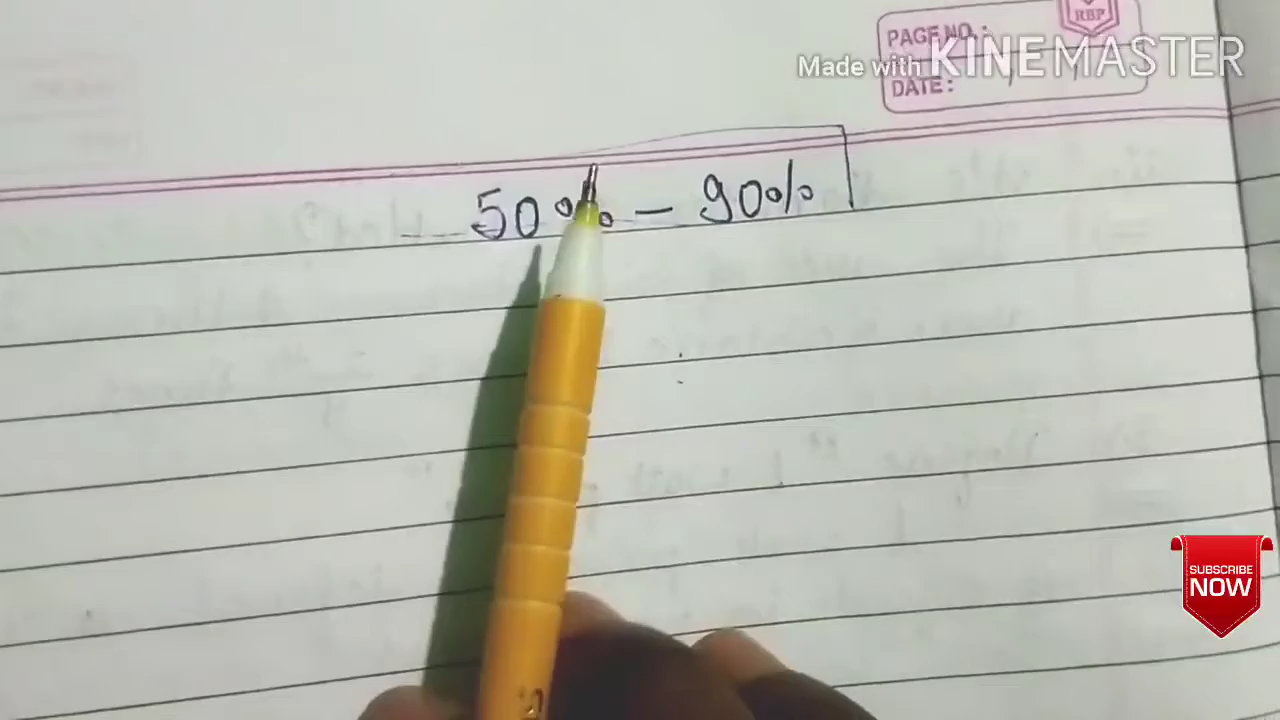 RBP
PAGE NO.:
Made with KINEMASTER
DATE:
50% - 90%
SUBSCRIBE
NOW